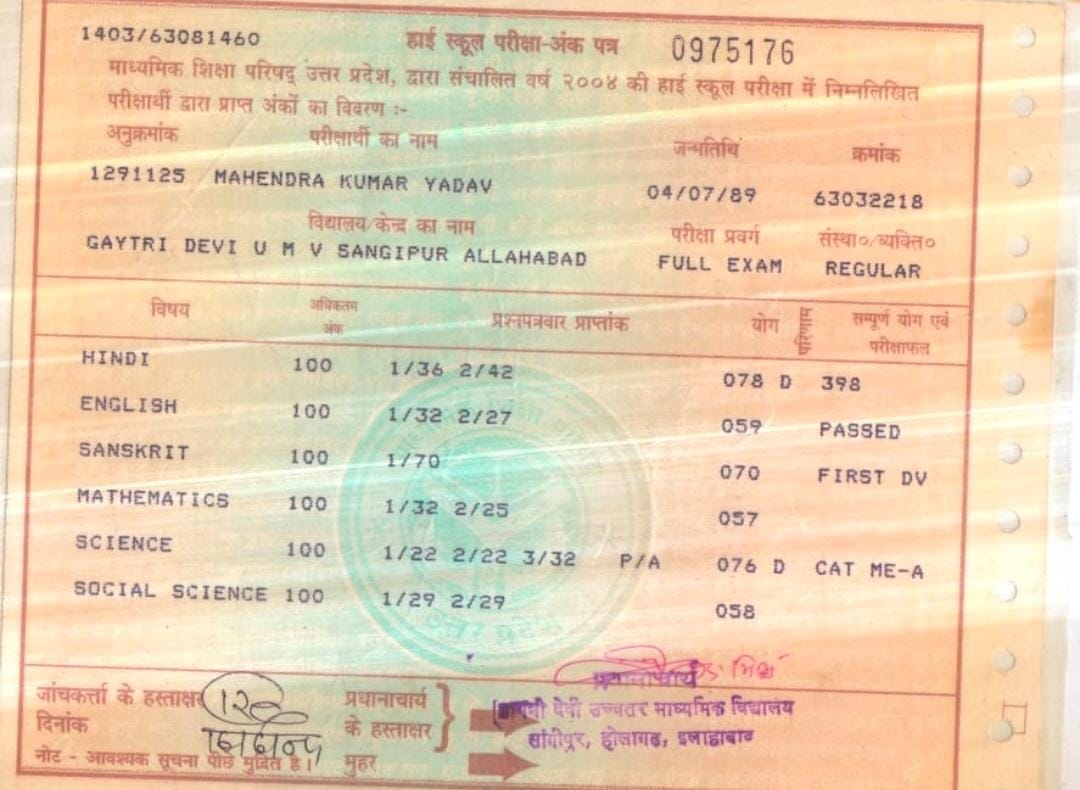 1403/63081460 हाई स्कूल परीक्षा-अंक पत्र 0975176
माध्यमिक शिक्षा परिषद् उत्तर प्रदेश, द्वारा संचालित वर्ष २००४ की हाई स्कूल परीक्षा में निम्नलिखित
परीक्षार्थी द्वारा प्राप्त अंकों का विवरण :-
अनुक्रमांक परीक्षार्थी का नाम जन्मतिथि क्रमांक
1291125 MAHENDRA KUMAR YADAV 04/07/89 63032218
विद्यालय/केन्द्र का नाम परीक्षा प्रवर्ग संस्था०/व्यक्ति०
GAYTRI DEVI U M V SANGIPUR ALLAHABAD FULL EXAM REGULAR
विषय अधिकतम अंक प्रश्नपत्रवार प्राप्तांक योग परिणाम सम्पूर्ण योग एवं परीक्षाफल
HINDI 100 1/36 2/42 078 D 398
ENGLISH 100 1/32 2/27 059 PASSED
SANSKRIT 100 1/70 070 FIRST DV
MATHEMATICS 100 1/32 2/25 057
SCIENCE 100 1/22 2/22 3/32 P/A 076 D CAT ME-A
SOCIAL SCIENCE 100 1/29 2/29 058
उत्तर प्रदेश
जांचकर्त्ता के हस्ताक्षर प्रधानाचार्य
दिनांक के हस्ताक्षर
देवी उच्चतर माध्यमिक विद्यालय
सांगीपुर, होलागढ, इलाहाबाद
नोट - आवश्यक सूचना पीछे मुद्रित है। मुहर